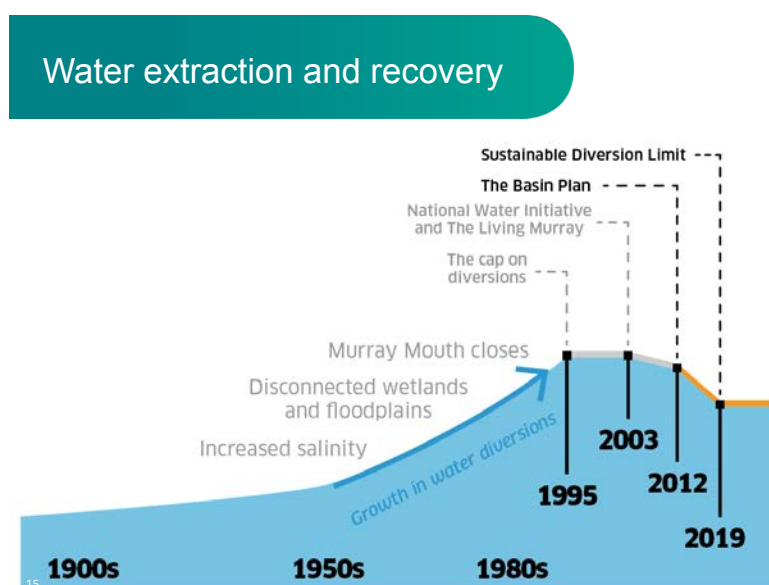 Water extraction and recovery
Sustainable Diversion Limit
The Basin Plan
National Water Initiative
and The Living Murray
The cap on
diversions
Murray Mouth closes
Disconnected wetlands
and floodplains
Increased salinity
Growth in water diversions
1995
2003
2012
2019
1900s
1950s
1980s
15